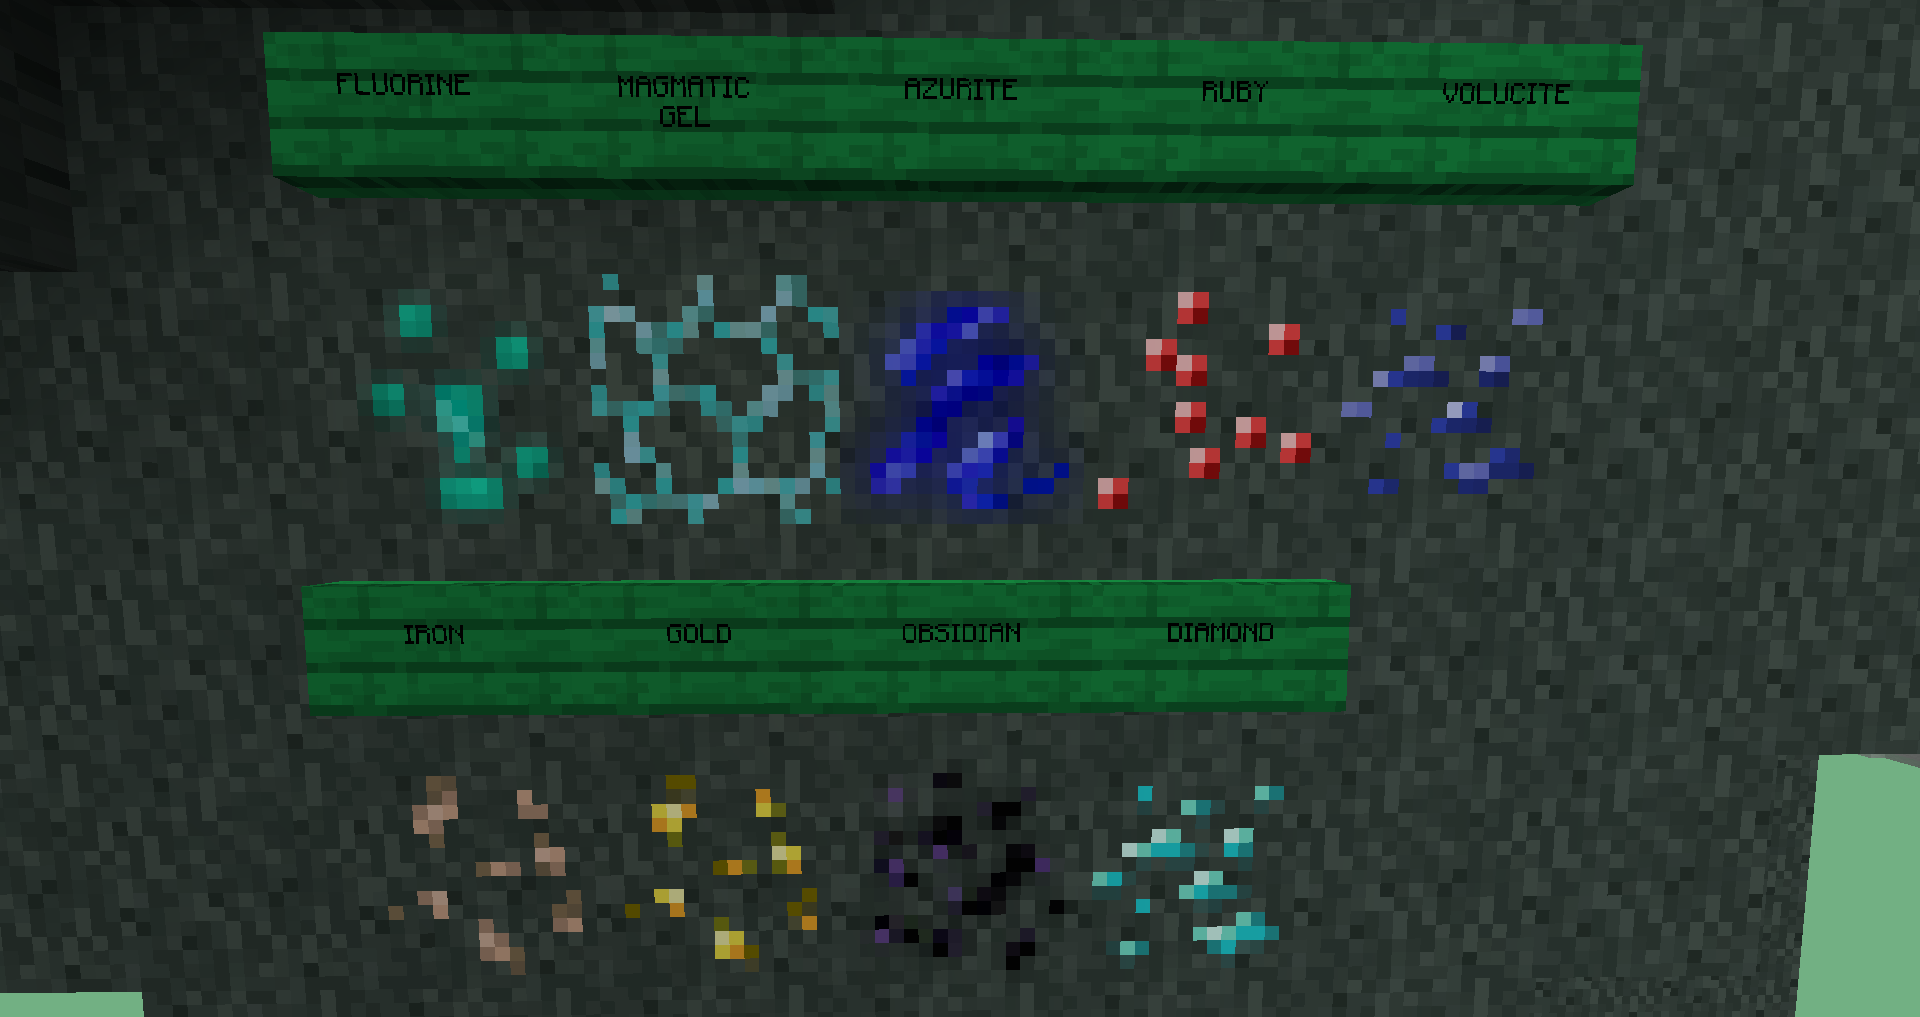 FLUORINE
MAGMATIC
GEL
AZURITE
RUBY
VOLUCITE
IRON
GOLD
OBSIDIAN
DIAMOND